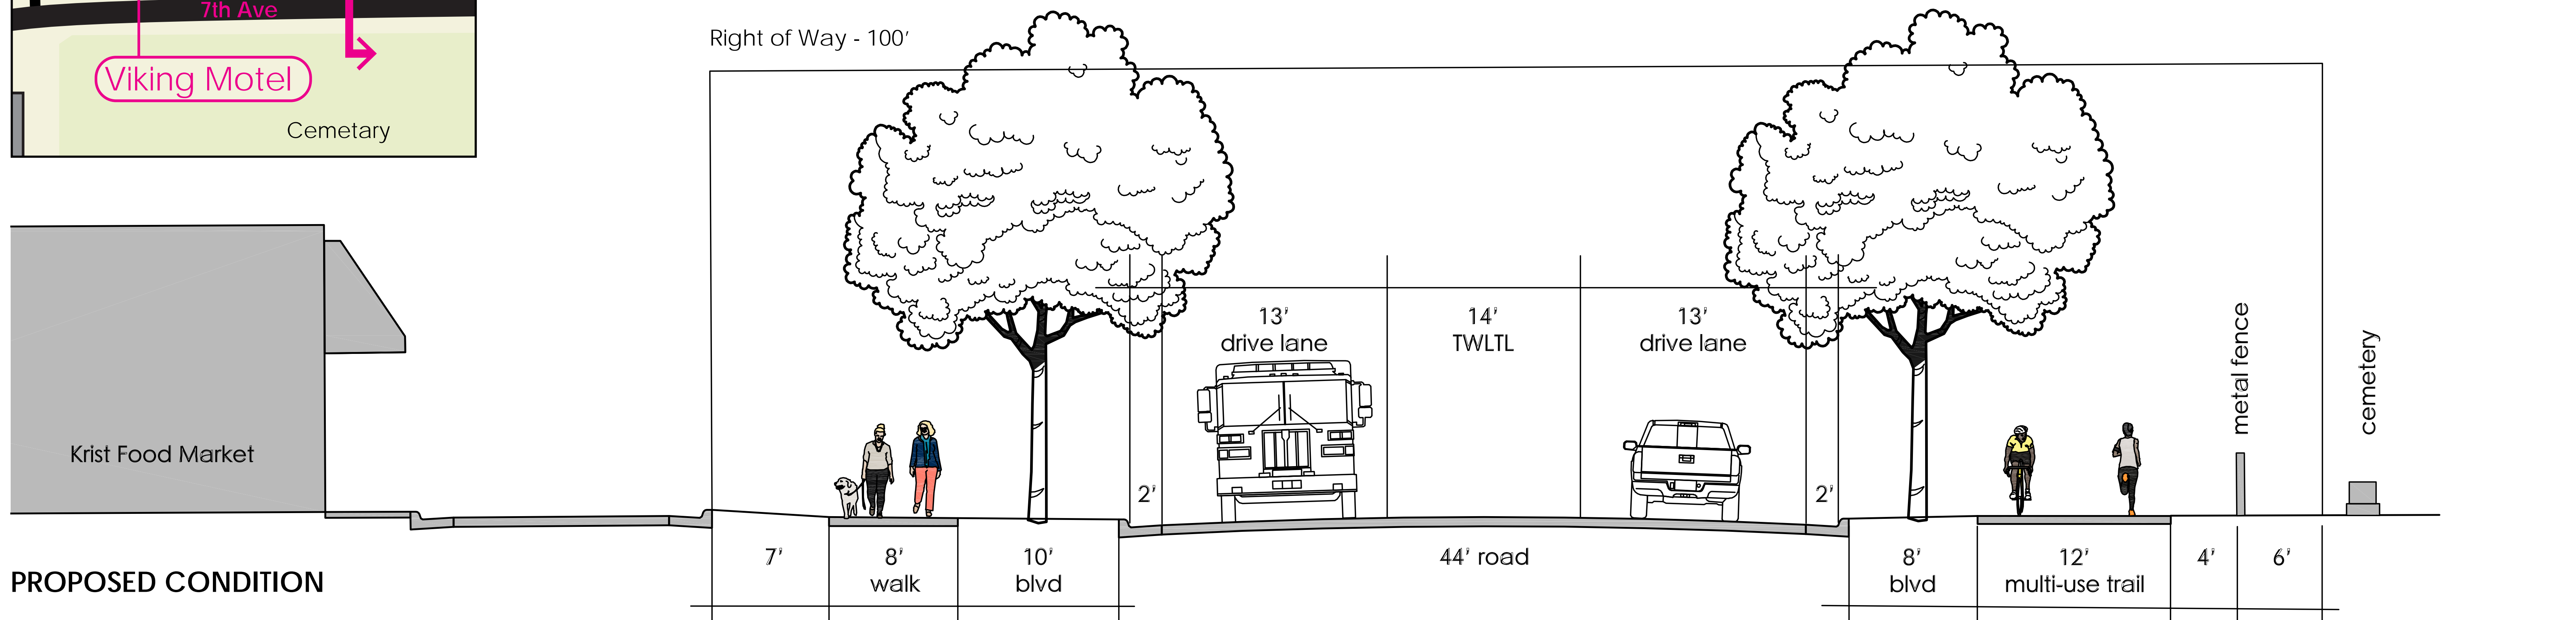 7th Ave
Viking Motel
Cemetary
Right of Way - 100'
13'
drive lane
14'
TWLTL
13'
drive lane
metal fence
cemetery
Krist Food Market
2'
2'
7'
8'
walk
10'
blvd
44' road
8'
blvd
12'
multi-use trail
4'
6'
PROPOSED CONDITION